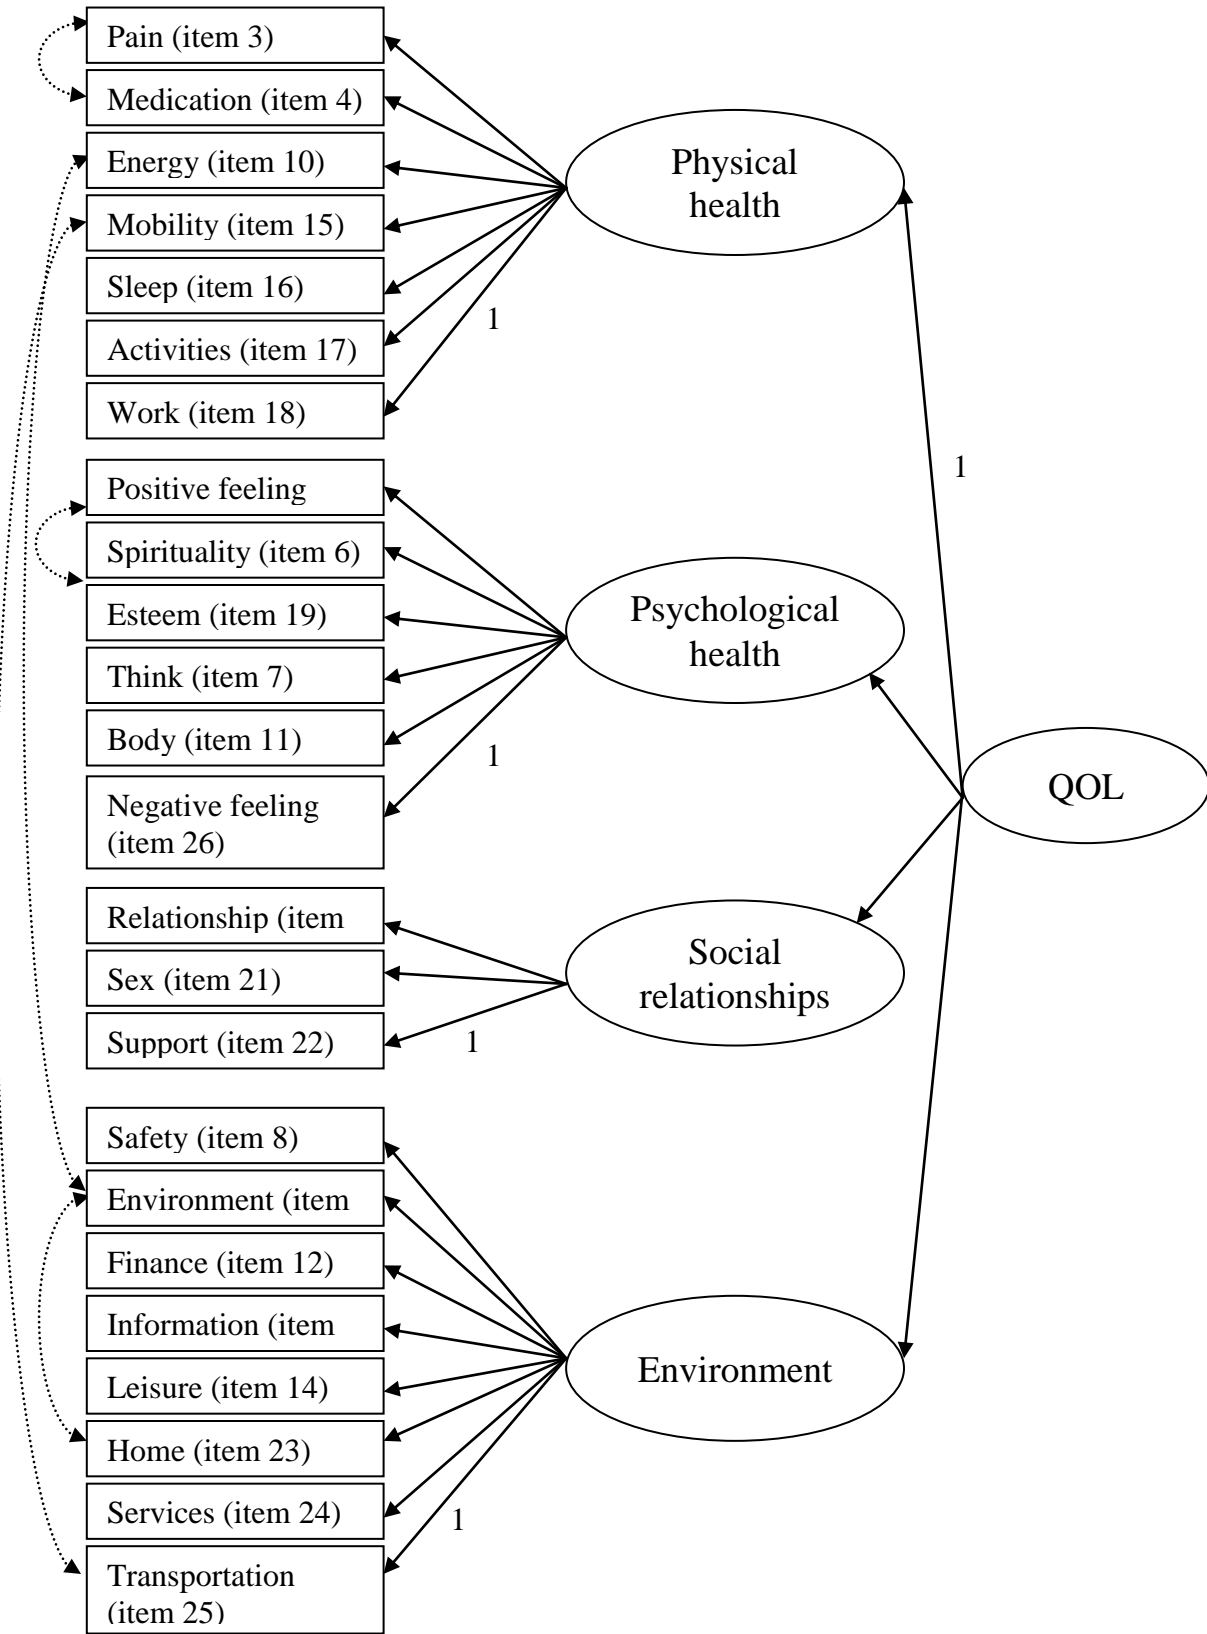 Pain (item 3)
Medication (item 4)
Energy (item 10)
Mobility (item 15)
Sleep (item 16)
Activities (item 17)
Work (item 18)
1
Physical
health
1
Positive feeling
Spirituality (item 6)
Esteem (item 19)
Think (item 7)
Body (item 11)
Negative feeling
(item 26)
1
Psychological
health
QOL
Relationship (item
Sex (item 21)
Support (item 22)
1
Social
relationships
Safety (item 8)
Environment (item
Finance (item 12)
Information (item
Leisure (item 14)
Home (item 23)
Services (item 24)
Transportation
(item 25)
1
Environment